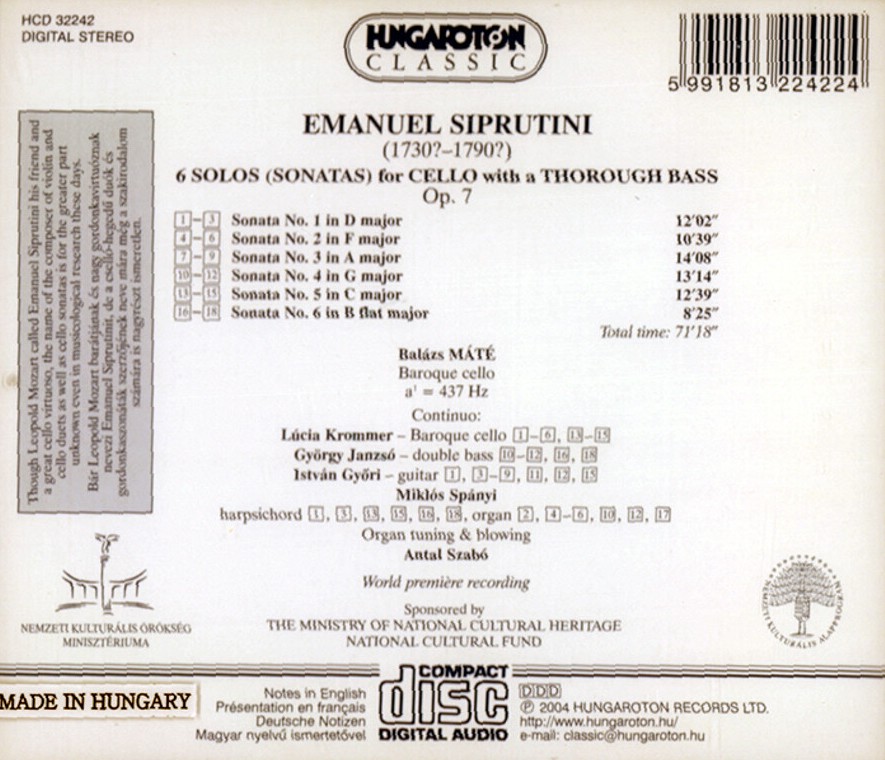 HCD 32242
DIGITAL STEREO
HUNGAROTON
CLASSIC
5 991813 224224
EMANUEL SIPRUTINI
(1730?–1790?)
6 SOLOS (SONATAS) for CELLO with a THOROUGH BASS
Op. 7
1–3 Sonata No. 1 in D major 12'02"
4–6 Sonata No. 2 in F major 10'39"
7–9 Sonata No. 3 in A major 14'08"
10–12 Sonata No. 4 in G major 13'14"
13–15 Sonata No. 5 in C major 12'39"
16–18 Sonata No. 6 in B flat major 8'25"
Total time: 71'18"
Though Leopold Mozart called Emanuel Siprutini his friend and
a great cello virtuoso, the name of the composer of violin and
cello duets as well as cello sonatas is for the greater part
unknown even in musicological research these days.
Bár Leopold Mozart barátjának és nagy gordonkavirtuóznak
nevezi Emanuel Siprutinit, de a cselló-hegedű duók és
gordonkaszonáták szerzőjének neve mára még a szakirodalom
számára is nagyrészt ismeretlen.
Balázs MÁTÉ
Baroque cello
a' = 437 Hz
Continuo:
Lúcia Krommer – Baroque cello 1–6, 13–15
György Janzsó – double bass 10–12, 16, 18
István Győri – guitar 1, 3–9, 11, 12, 15
Miklós Spányi
harpsichord 1, 3, 13, 15, 16, 18, organ 2, 4–6, 10, 12, 17
Organ tuning & blowing
Antal Szabó
World première recording
Sponsored by
THE MINISTRY OF NATIONAL CULTURAL HERITAGE
NATIONAL CULTURAL FUND
NEMZETI KULTURÁLIS ÖRÖKSÉG
MINISZTÉRIUMA
NEMZETI KULTURÁLIS ALAPPROGRAM
MADE IN HUNGARY
Notes in English
Présentation en français
Deutsche Notizen
Magyar nyelvű ismertetővel
COMPACT
disc
DIGITAL AUDIO
DDD
℗ 2004 HUNGAROTON RECORDS LTD.
http://www.hungaroton.hu/
e-mail: classic@hungaroton.hu